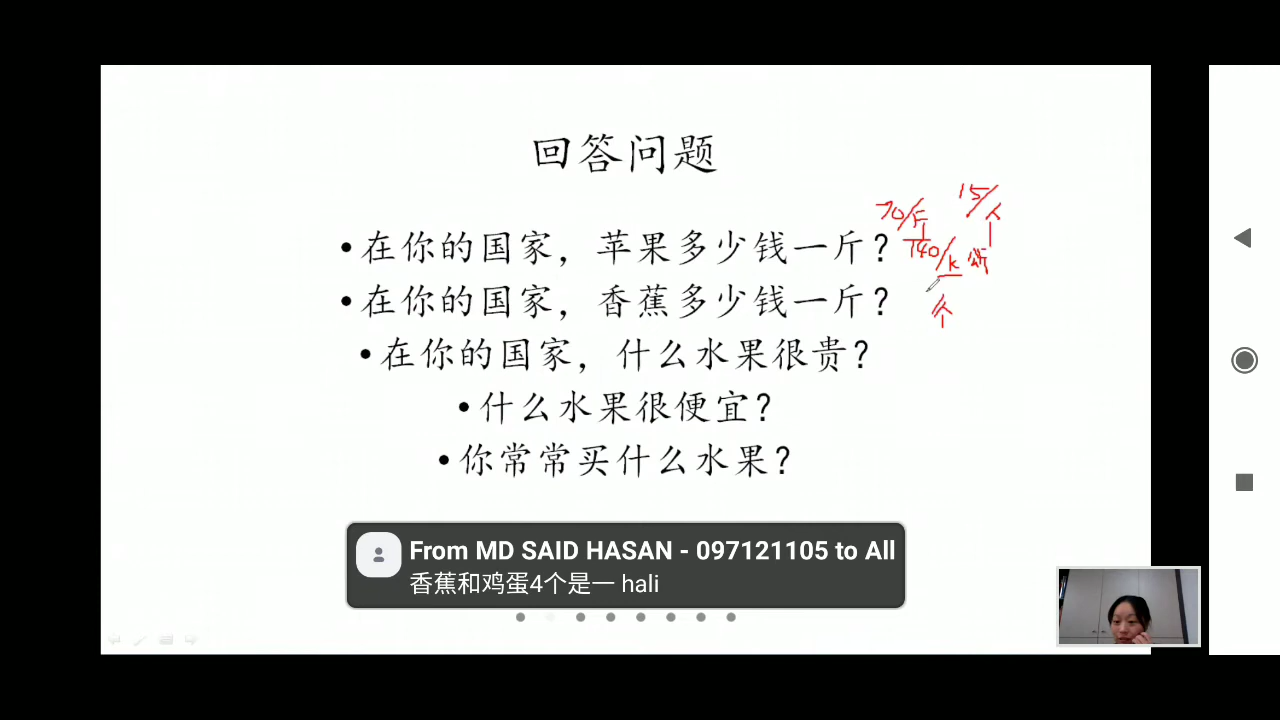 回答问题
•在你的国家，苹果多少钱一斤？
70/斤
15/个
•在你的国家，香蕉多少钱一斤？
140/k
个
•在你的国家，什么水果很贵？
•什么水果很便宜？
•你常常买什么水果？
From MD SAID HASAN - 097121105 to All
香蕉和鸡蛋4个是一 hali